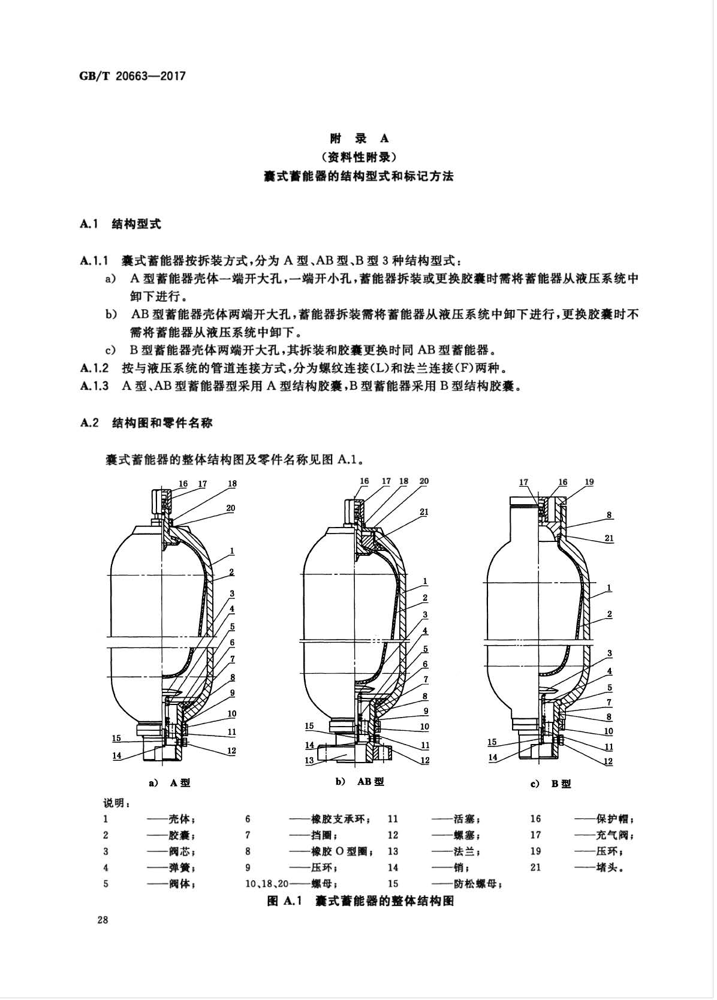 GB/T 20663—2017
附 录 A
（资料性附录）
囊式蓄能器的结构型式和标记方法
A.1 结构型式
A.1.1 囊式蓄能器按拆装方式,分为 A 型、AB 型、B 型 3 种结构型式：
a） A 型蓄能器壳体一端开大孔,一端开小孔,蓄能器拆装或更换胶囊时需将蓄能器从液压系统中
卸下进行。
b） AB 型蓄能器壳体两端开大孔,蓄能器拆装需将蓄能器从液压系统中卸下进行,更换胶囊时不
需将蓄能器从液压系统中卸下。
c） B 型蓄能器壳体两端开大孔,其拆装和胶囊更换时同 AB 型蓄能器。
A.1.2 按与液压系统的管道连接方式,分为螺纹连接(L)和法兰连接(F)两种。
A.1.3 A 型、AB 型蓄能器型采用 A 型结构胶囊,B 型蓄能器采用 B 型结构胶囊。
A.2 结构图和零件名称
囊式蓄能器的整体结构图及零件名称见图 A.1。
16 17 18
20
1
2
3
4
5
6
7
8
9
10
11
12
15
14
16 17 18 20
21
1
2
3
4
5
6
7
8
9
10
11
12
15
14
13
17 16 19
8
21
1
2
3
4
5
7
8
10
11
12
15
14
a） A 型
b） AB 型
c） B 型
说明：
1 ——壳体； 6 ——橡胶支承环； 11 ——活塞； 16 ——保护帽；
2 ——胶囊； 7 ——挡圈； 12 ——螺塞； 17 ——充气阀；
3 ——阀芯； 8 ——橡胶 O 型圈； 13 ——法兰； 19 ——压环；
4 ——弹簧； 9 ——压环； 14 ——销； 21 ——堵头。
5 ——阀体； 10、18、20——螺母； 15 ——防松螺母；
图 A.1 囊式蓄能器的整体结构图
28